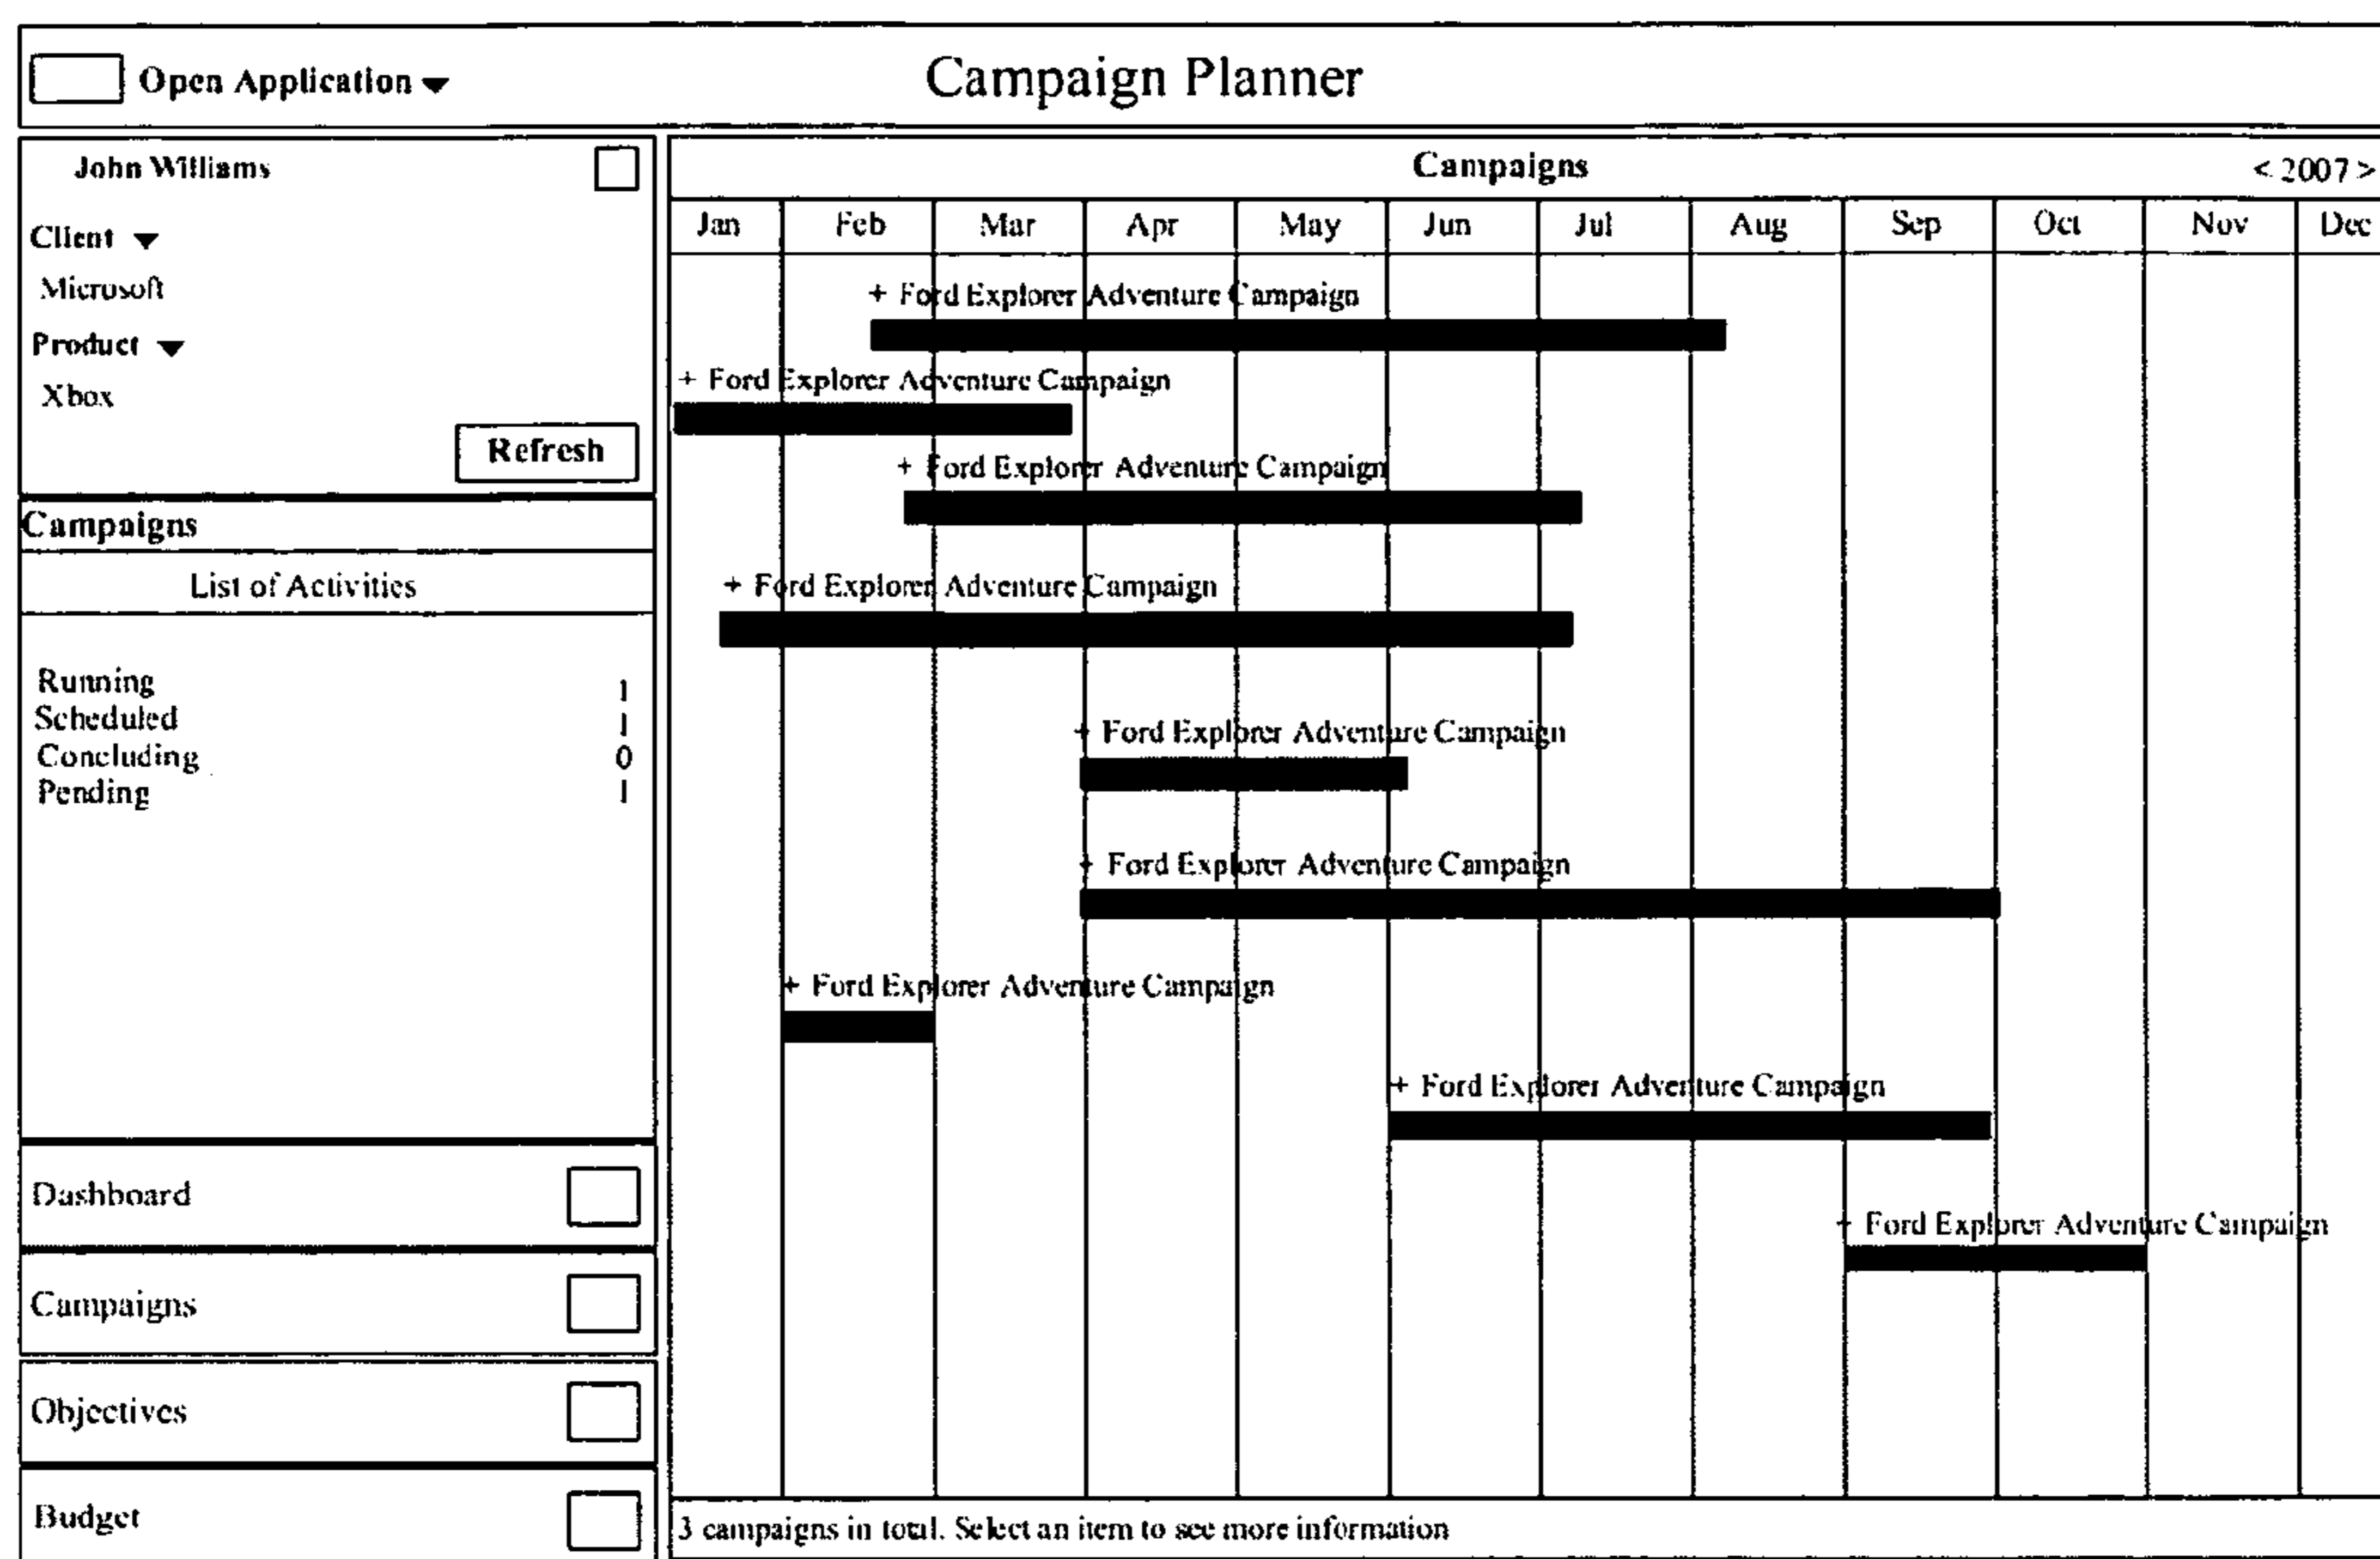 Open Application
Campaign Planner
John Williams
Client
Microsoft
Product
Xbox
Refresh
Campaigns
List of Activities
Running 1
Scheduled 1
Concluding 0
Pending 1
Dashboard
Campaigns
Objectives
Budget
Campaigns < 2007 >
Jan Feb Mar Apr May Jun Jul Aug Sep Oct Nov Dec
+ Ford Explorer Adventure Campaign
+ Ford Explorer Adventure Campaign
+ Ford Explorer Adventure Campaign
+ Ford Explorer Adventure Campaign
+ Ford Explorer Adventure Campaign
+ Ford Explorer Adventure Campaign
+ Ford Explorer Adventure Campaign
+ Ford Explorer Adventure Campaign
+ Ford Explorer Adventure Campaign
3 campaigns in total. Select an item to see more information